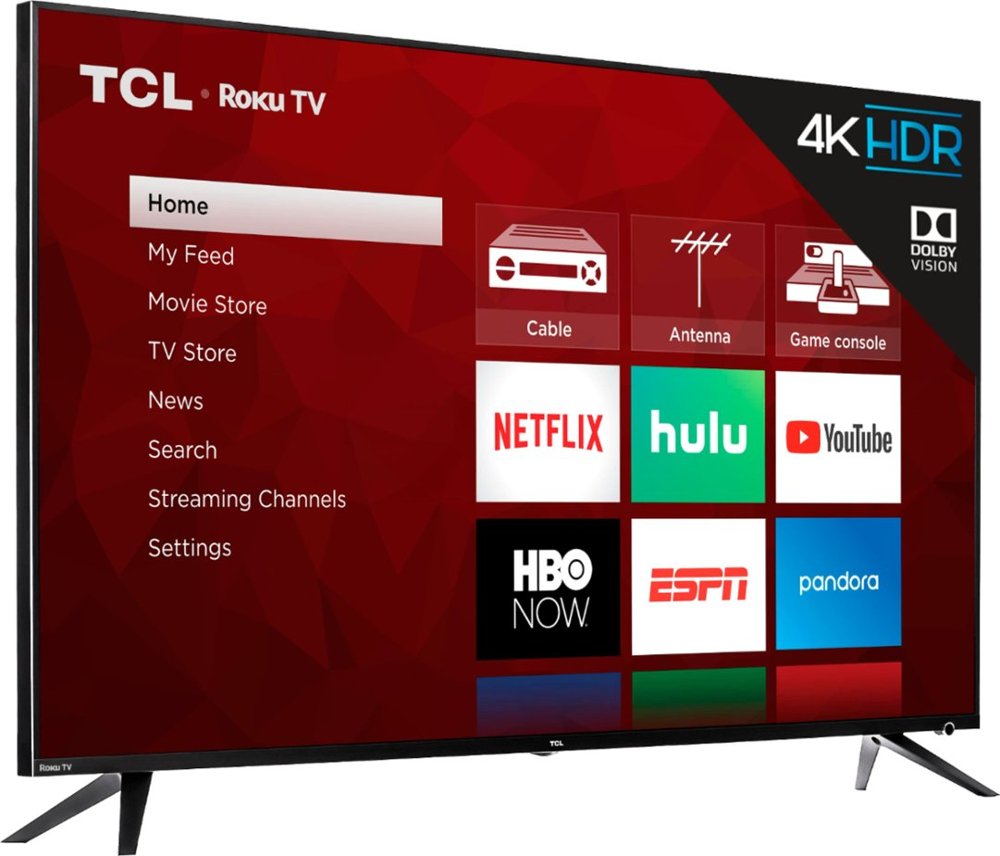 TCL • Roku TV
4K HDR
DOLBY
VISION
Home
My Feed
Movie Store
TV Store
News
Search
Streaming Channels
Settings
Cable
Antenna
Game console
NETFLIX
hulu
YouTube
HBO
NOW.
ESPN
pandora
TCL
Roku TV